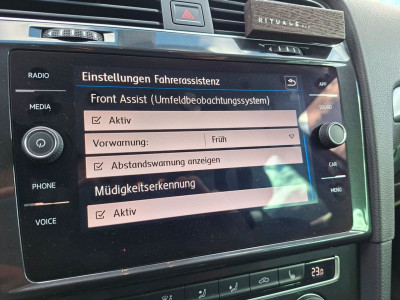 RITUALS...
RADIO
MEDIA
PHONE
VOICE
Einstellungen Fahrerassistenz
Front Assist (Umfeldbeobachtungssystem)
Aktiv
Vorwarnung: Früh
Abstandswarnung anzeigen
Müdigkeitserkennung
Aktiv
APP
SOUND
CAR
MENU
23.0